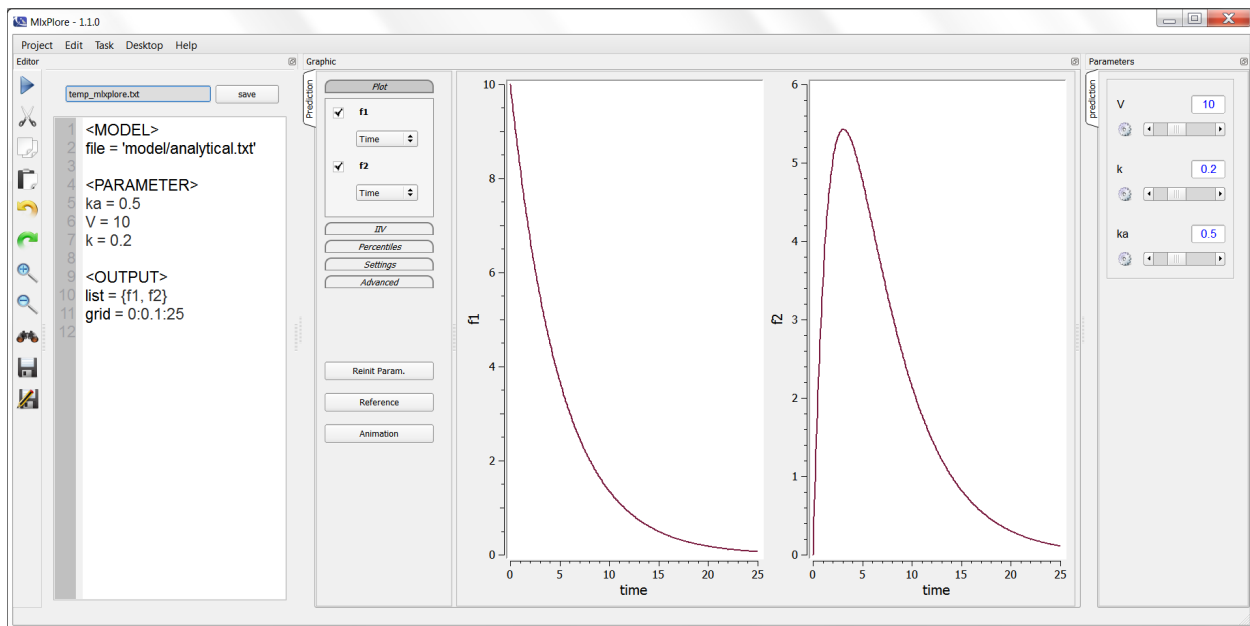 MlxPlore - 1.1.0
Project Edit Task Desktop Help
Editor
Graphic
Parameters
temp_mlxplore.txt
save
1 <MODEL>
2 file = 'model/analytical.txt'
3
4 <PARAMETER>
5 ka = 0.5
6 V = 10
7 k = 0.2
8
9 <OUTPUT>
10 list = {f1, f2}
11 grid = 0:0.1:25
12
Prediction
Plot
f1
Time
f2
Time
IIV
Percentiles
Settings
Advanced
Reinit Param.
Reference
Animation
10
8
6
4
2
0
f1
0 5 10 15 20 25
time
6
5
4
3
2
1
0
f2
0 5 10 15 20 25
time
prediction
V 10
k 0.2
ka 0.5